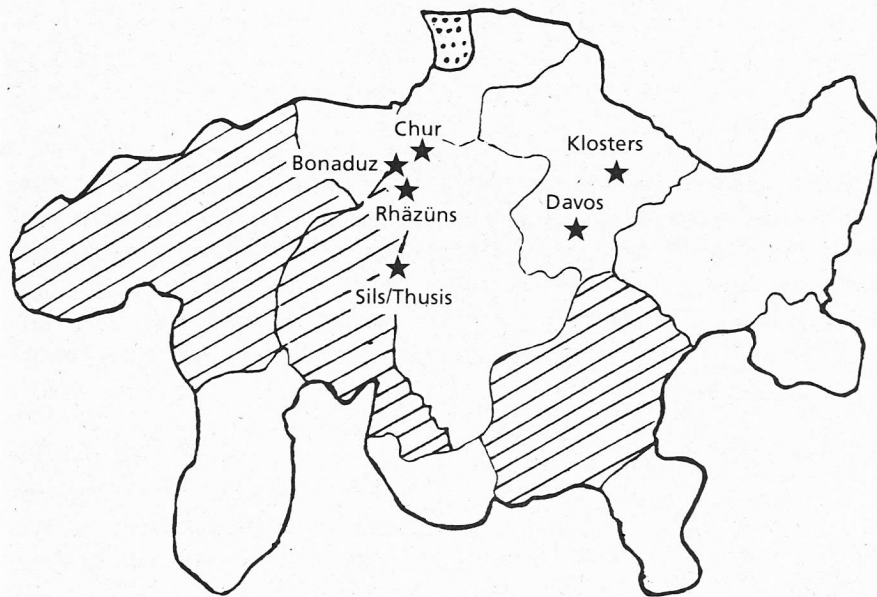 Chur
Klosters
Bonaduz
Rhäzüns
Davos
Sils/Thusis